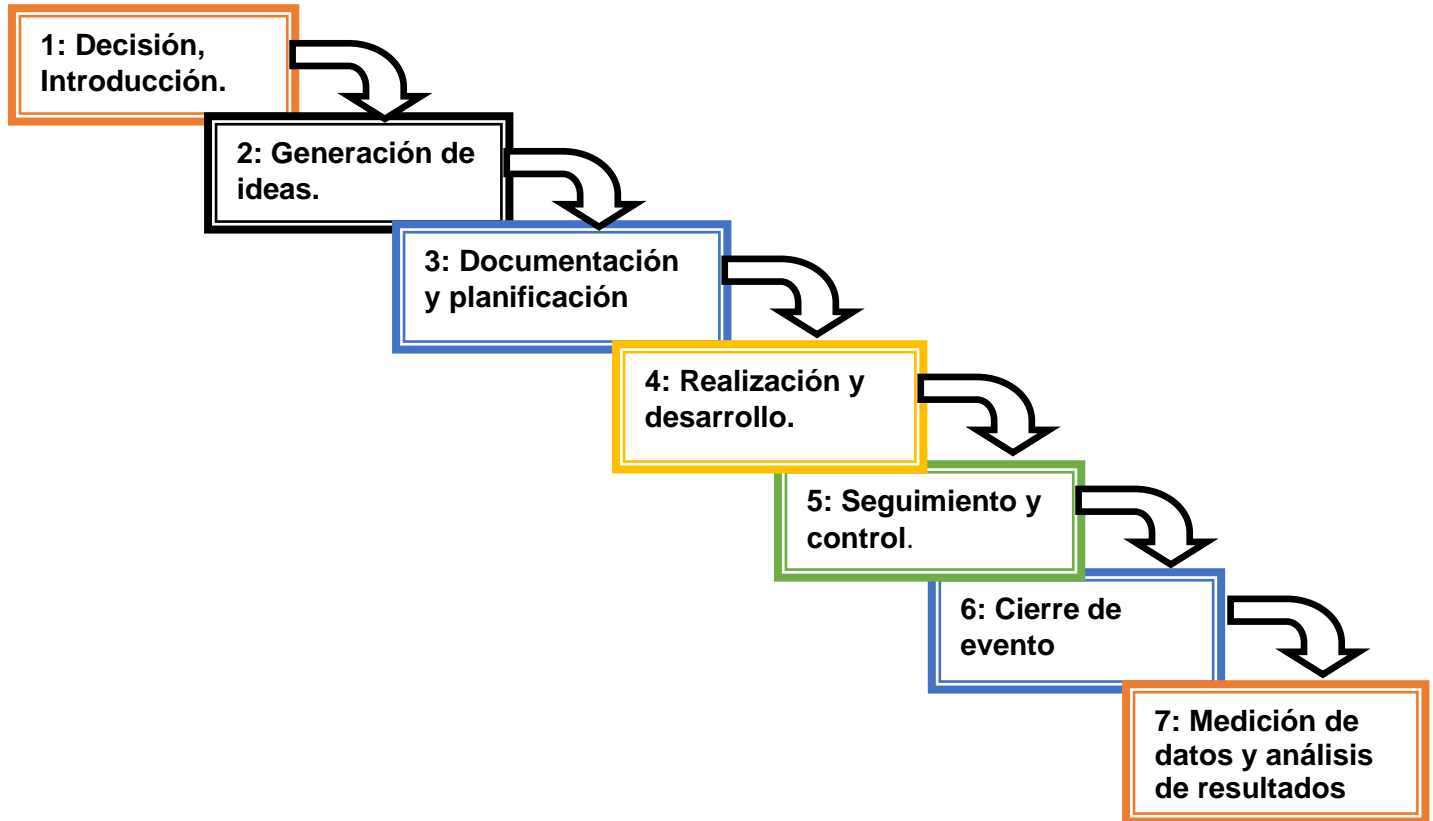 1: Decisión,
Introducción.
2: Generación de
ideas.
3: Documentación
y planificación
4: Realización y
desarrollo.
5: Seguimiento y
control.
6: Cierre de
evento
7: Medición de
datos y análisis
de resultados